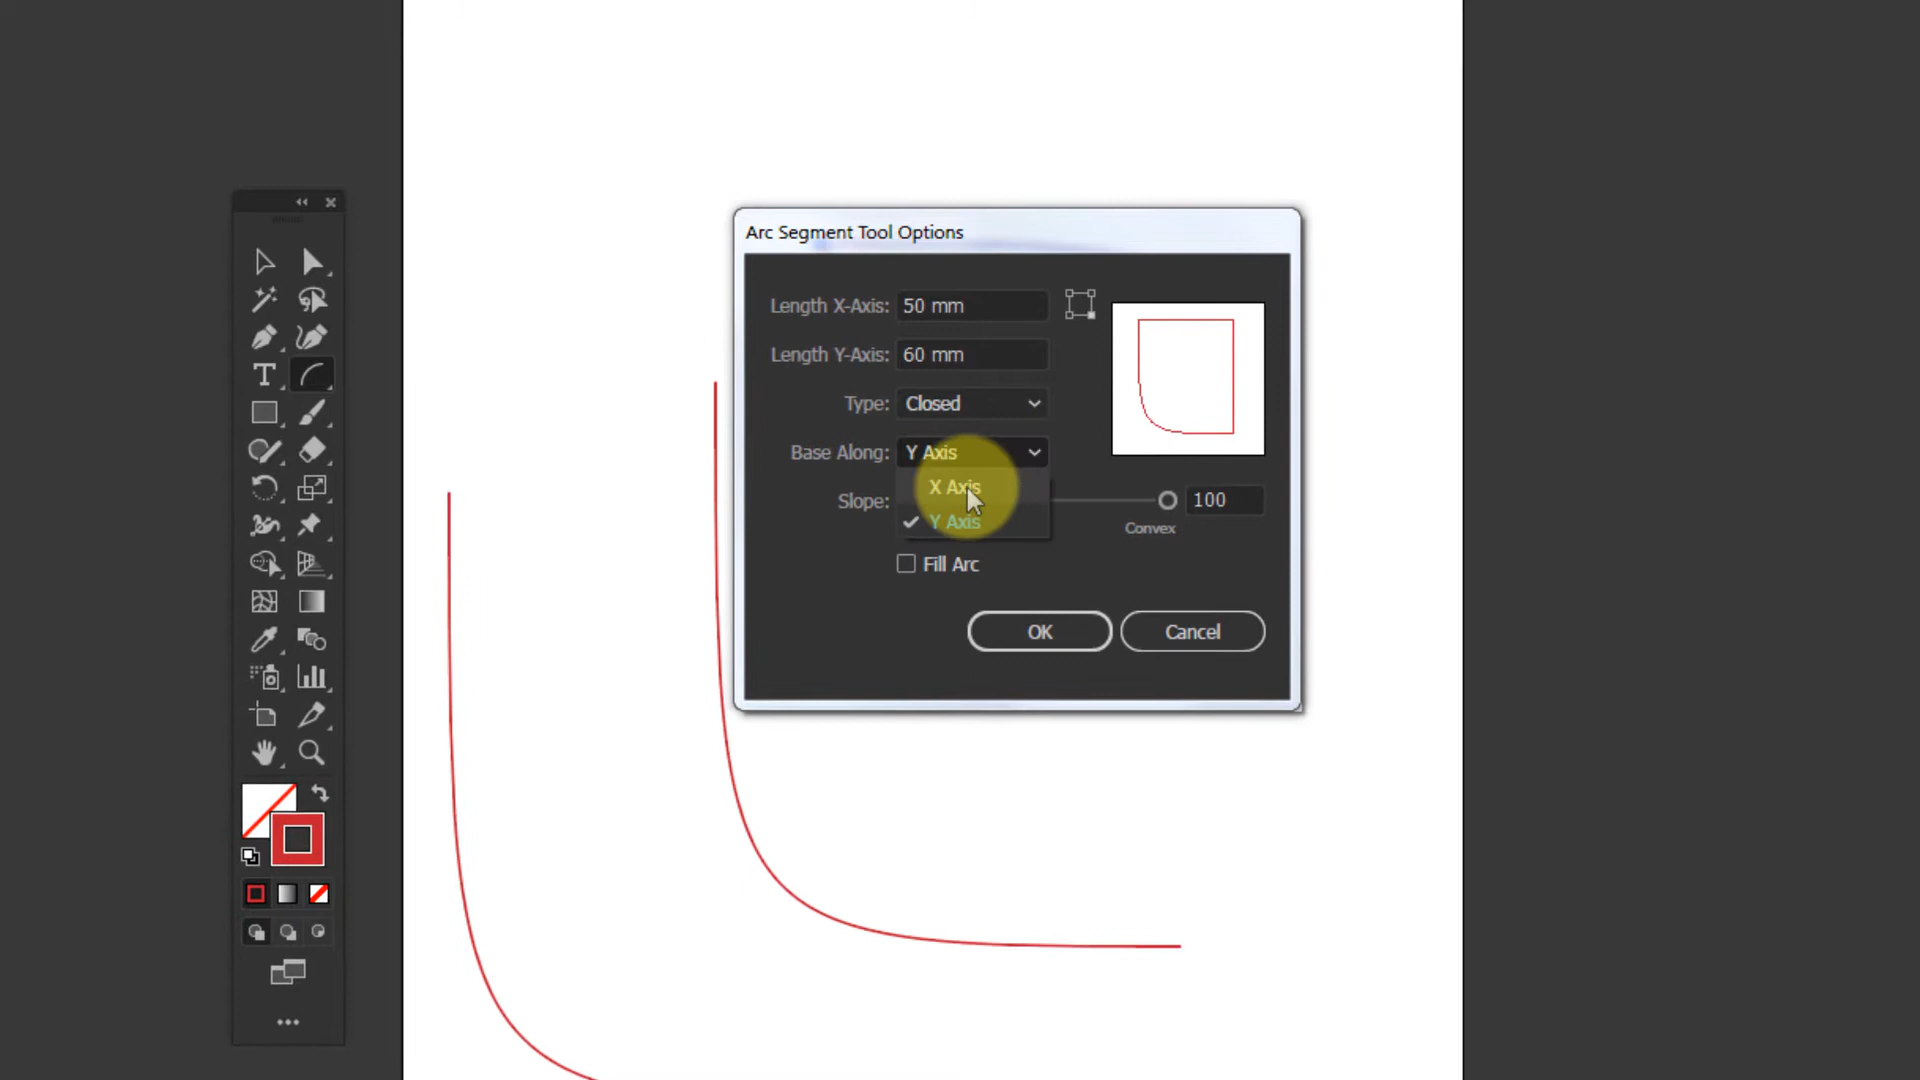 Arc Segment Tool Options
Length X-Axis: 50 mm
Length Y-Axis: 60 mm
Type: Closed
Base Along: Y Axis
X Axis
Y Axis
Slope: 100
Convex
Fill Arc
OK Cancel
T